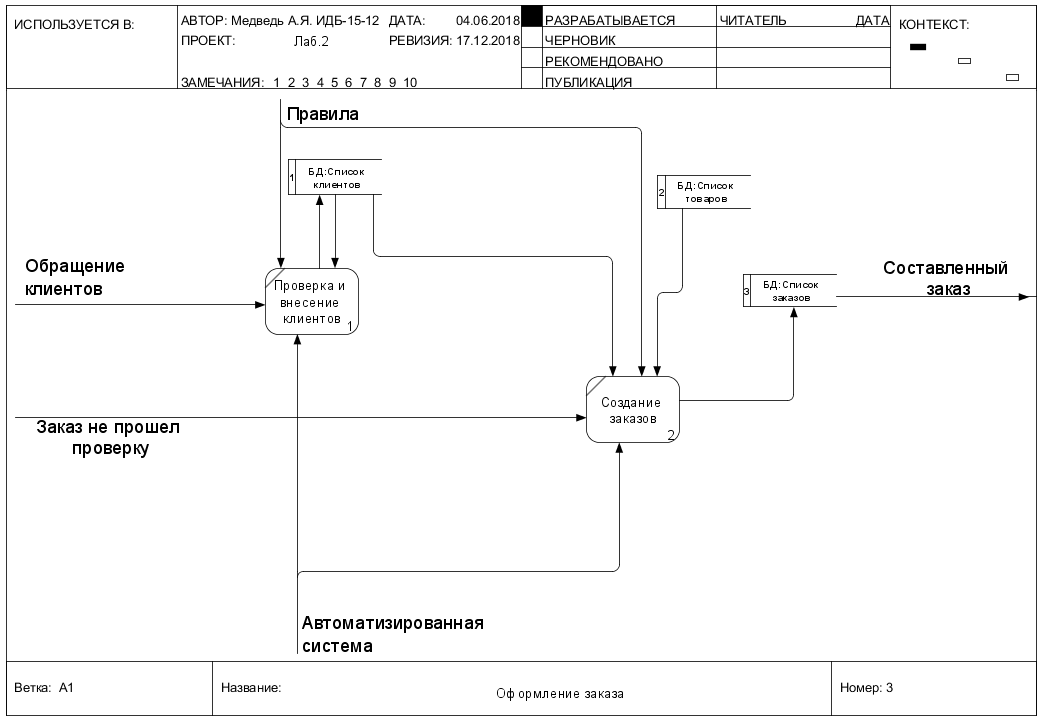 ИСПОЛЬЗУЕТСЯ В:
АВТОР: Медведь А.Я. ИДБ-15-12 ДАТА: 04.06.2018
ПРОЕКТ: Лаб.2 РЕВИЗИЯ: 17.12.2018
ЗАМЕЧАНИЯ: 1 2 3 4 5 6 7 8 9 10
РАЗРАБАТЫВАЕТСЯ
ЧЕРНОВИК
РЕКОМЕНДОВАНО
ПУБЛИКАЦИЯ
ЧИТАТЕЛЬ ДАТА
КОНТЕКСТ:
Правила
1
БД:Список
клиентов
2
БД:Список
товаров
Обращение
клиентов
Проверка и
внесение
клиентов
1
3
БД:Список
заказов
Составленный
заказ
Создание
заказов
2
Заказ не прошел
проверку
Автоматизированная
система
Ветка: А1
Название:
Оформление заказа
Номер: 3